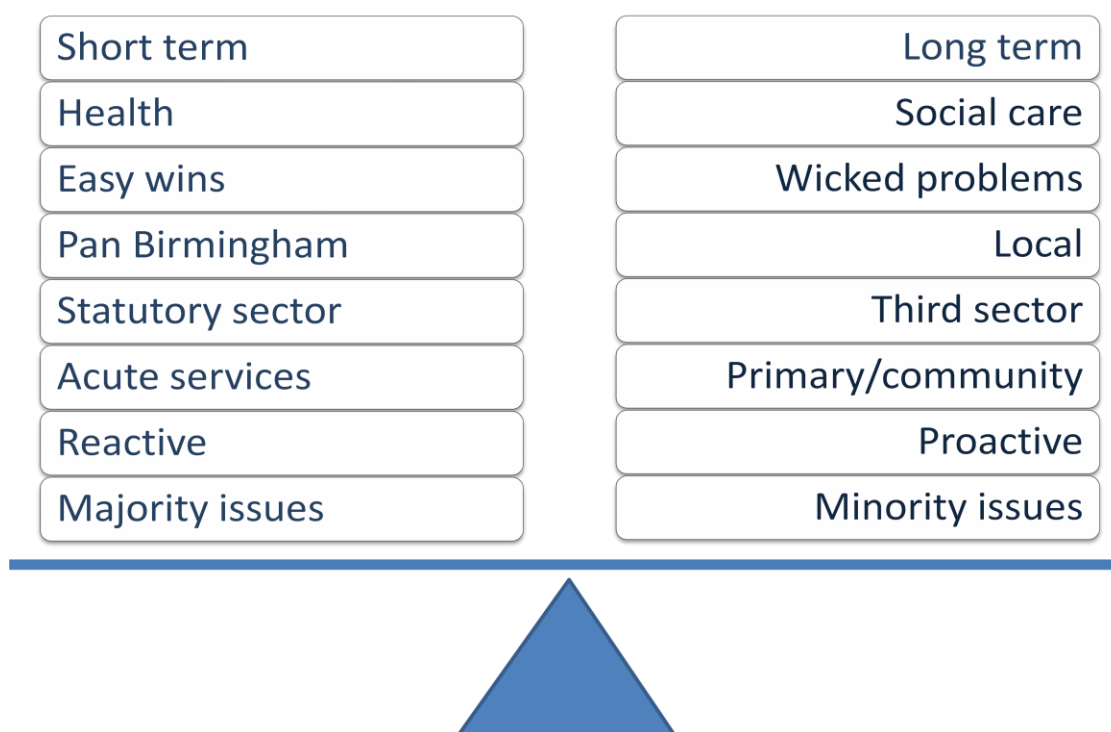 Short term
Long term
Health
Social care
Easy wins
Wicked problems
Pan Birmingham
Local
Statutory sector
Third sector
Acute services
Primary/community
Reactive
Proactive
Majority issues
Minority issues